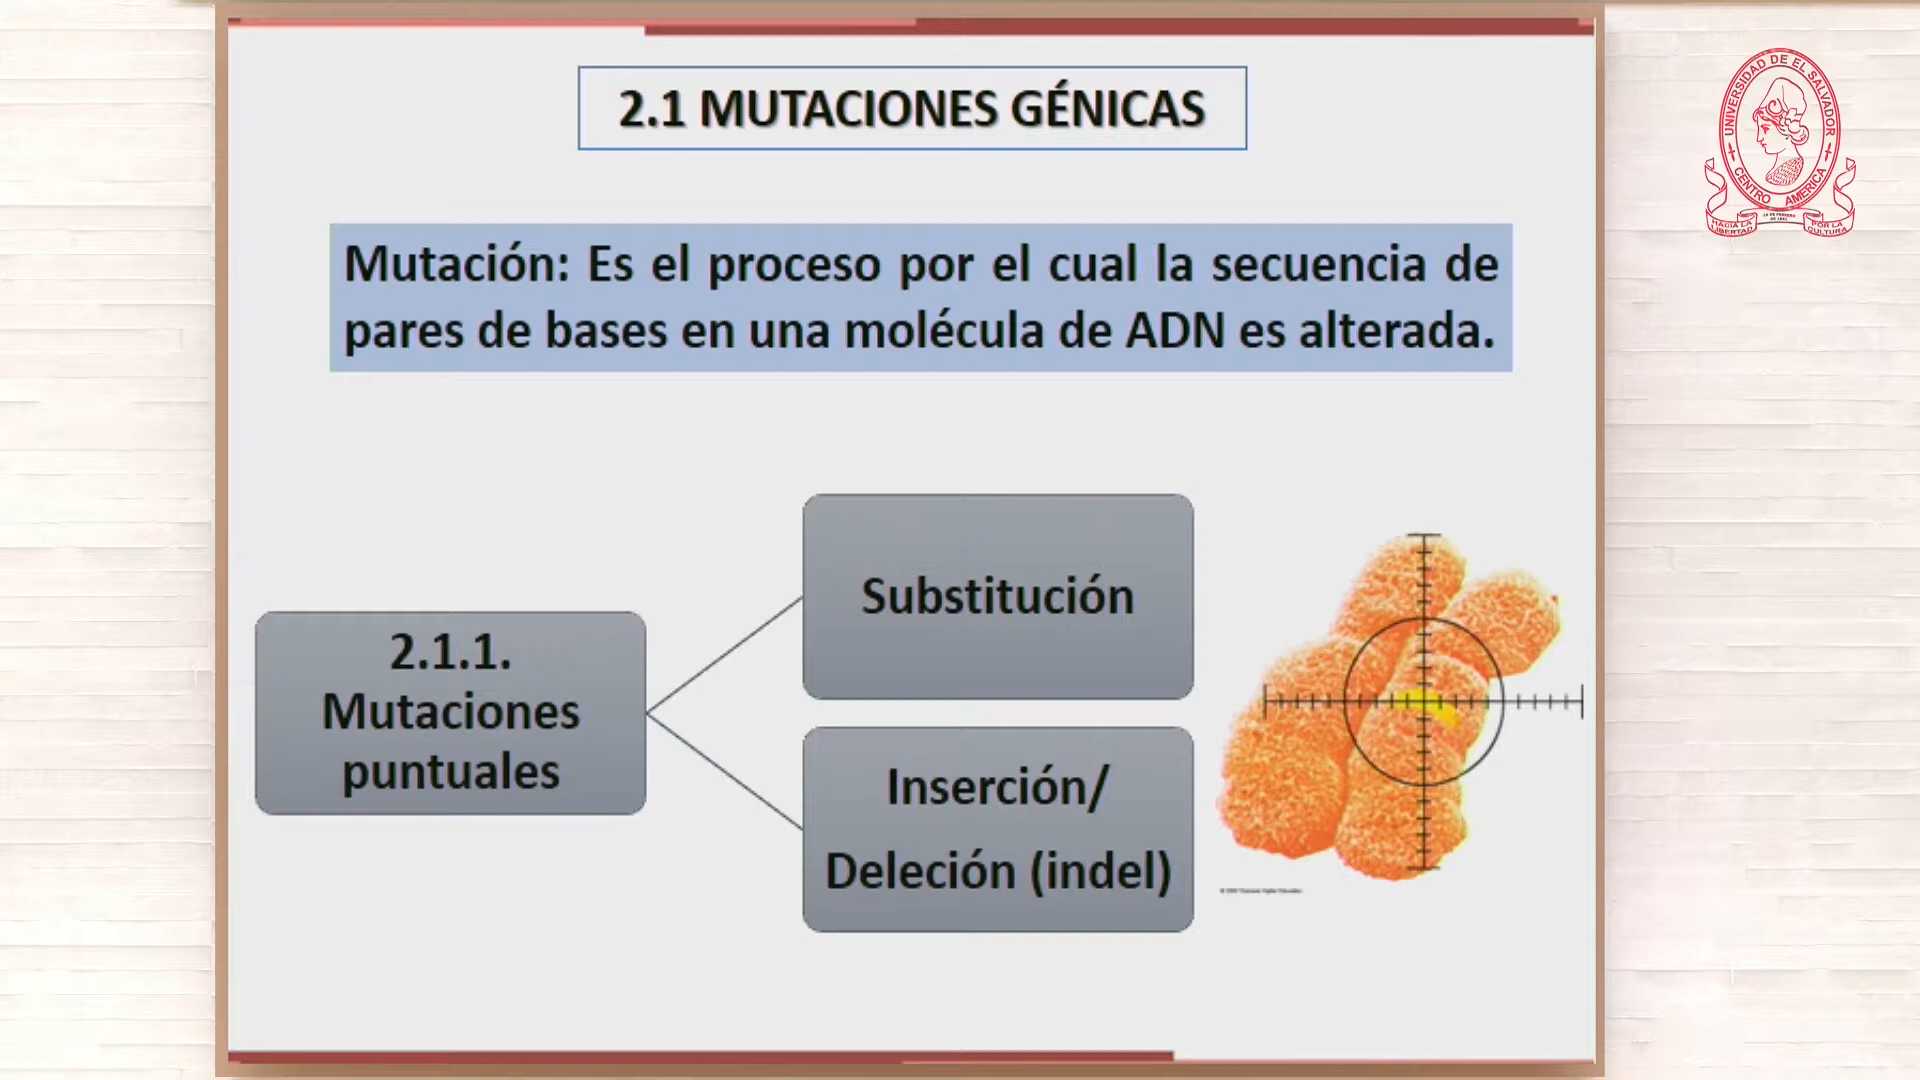 2.1 MUTACIONES GÉNICAS
Mutación: Es el proceso por el cual la secuencia de
pares de bases en una molécula de ADN es alterada.
2.1.1.
Mutaciones
puntuales
Substitución
Inserción/
Deleción (indel)
UNIVERSIDAD DE EL SALVADOR
CENTRO AMERICA
HACIA LA
LIBERTAD
POR LA
CULTURA